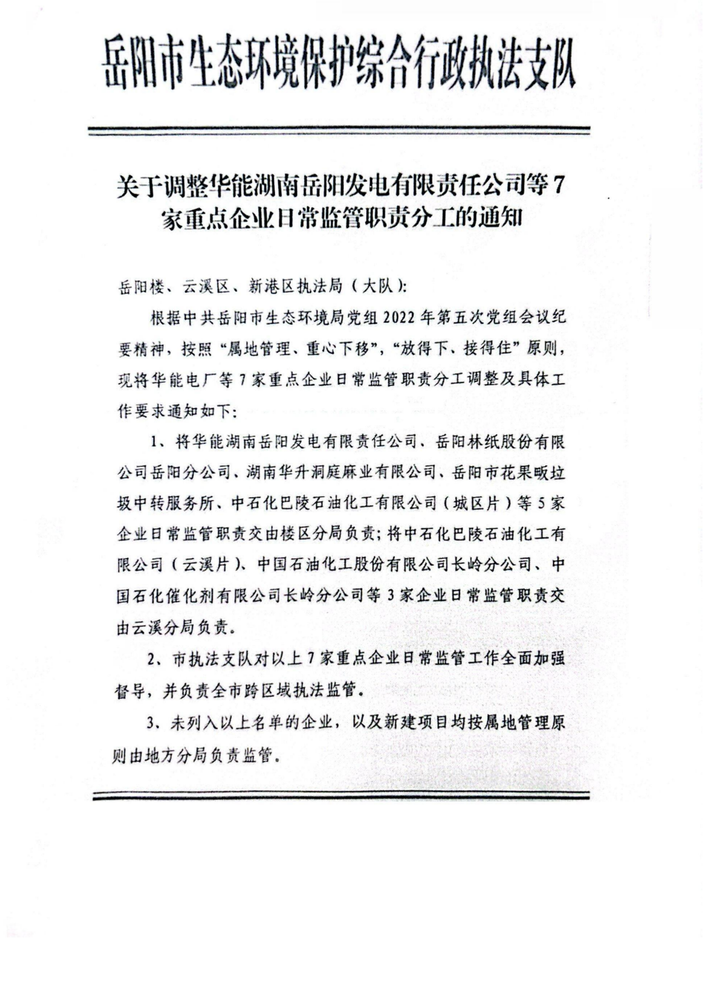 岳阳市生态环境保护综合行政执法支队
关于调整华能湖南岳阳发电有限责任公司等7
家重点企业日常监管职责分工的通知
岳阳楼、云溪区、新港区执法局（大队）：
根据中共岳阳市生态环境局党组2022年第五次党组会议纪
要精神，按照“属地管理、重心下移”，“放得下、接得住”原则，
现将华能电厂等7家重点企业日常监管职责分工调整及具体工
作要求通知如下：
1、将华能湖南岳阳发电有限责任公司、岳阳林纸股份有限
公司岳阳分公司、湖南华升洞庭麻业有限公司、岳阳市花果畈垃
圾中转服务所、中石化巴陵石油化工有限公司（城区片）等5家
企业日常监管职责交由楼区分局负责；将中石化巴陵石油化工有
限公司（云溪片）、中国石油化工股份有限公司长岭分公司、中
国石化催化剂有限公司长岭分公司等3家企业日常监管职责交
由云溪分局负责。
2、市执法支队对以上7家重点企业日常监管工作全面加强
督导，并负责全市跨区域执法监管。
3、未列入以上名单的企业，以及新建项目均按属地管理原
则由地方分局负责监管。